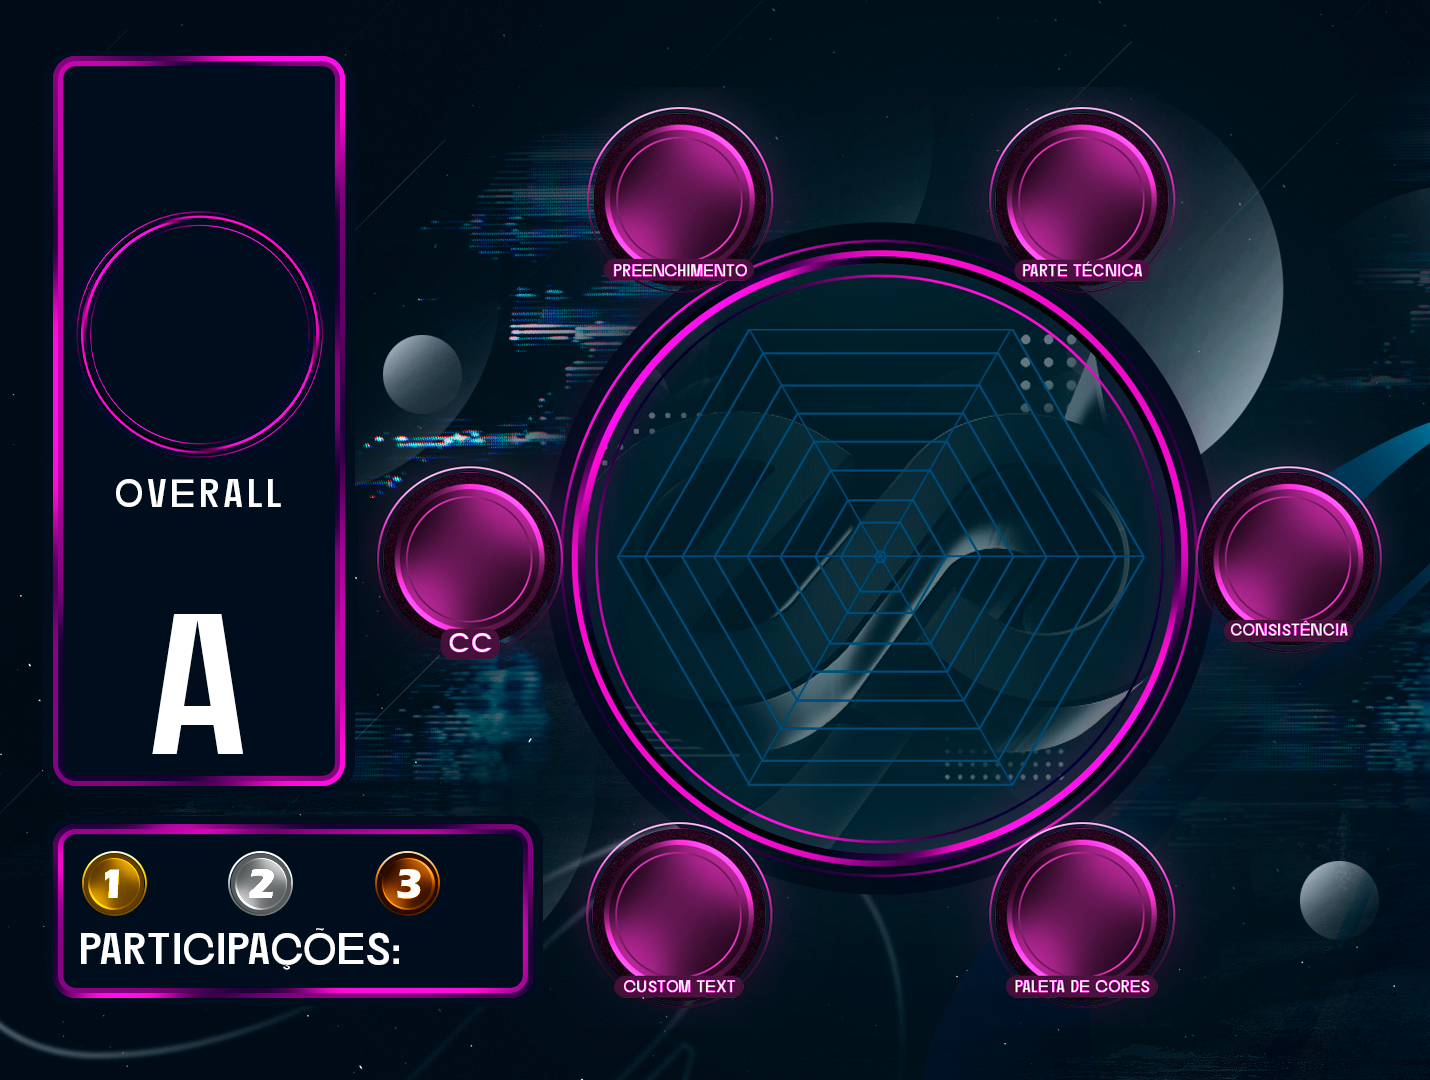 OVERALL
A
1
2
3
PARTICIPAÇÕES:
PREENCHIMENTO
PARTE TÉCNICA
CC
CONSISTÊNCIA
CUSTOM TEXT
PALETA DE CORES